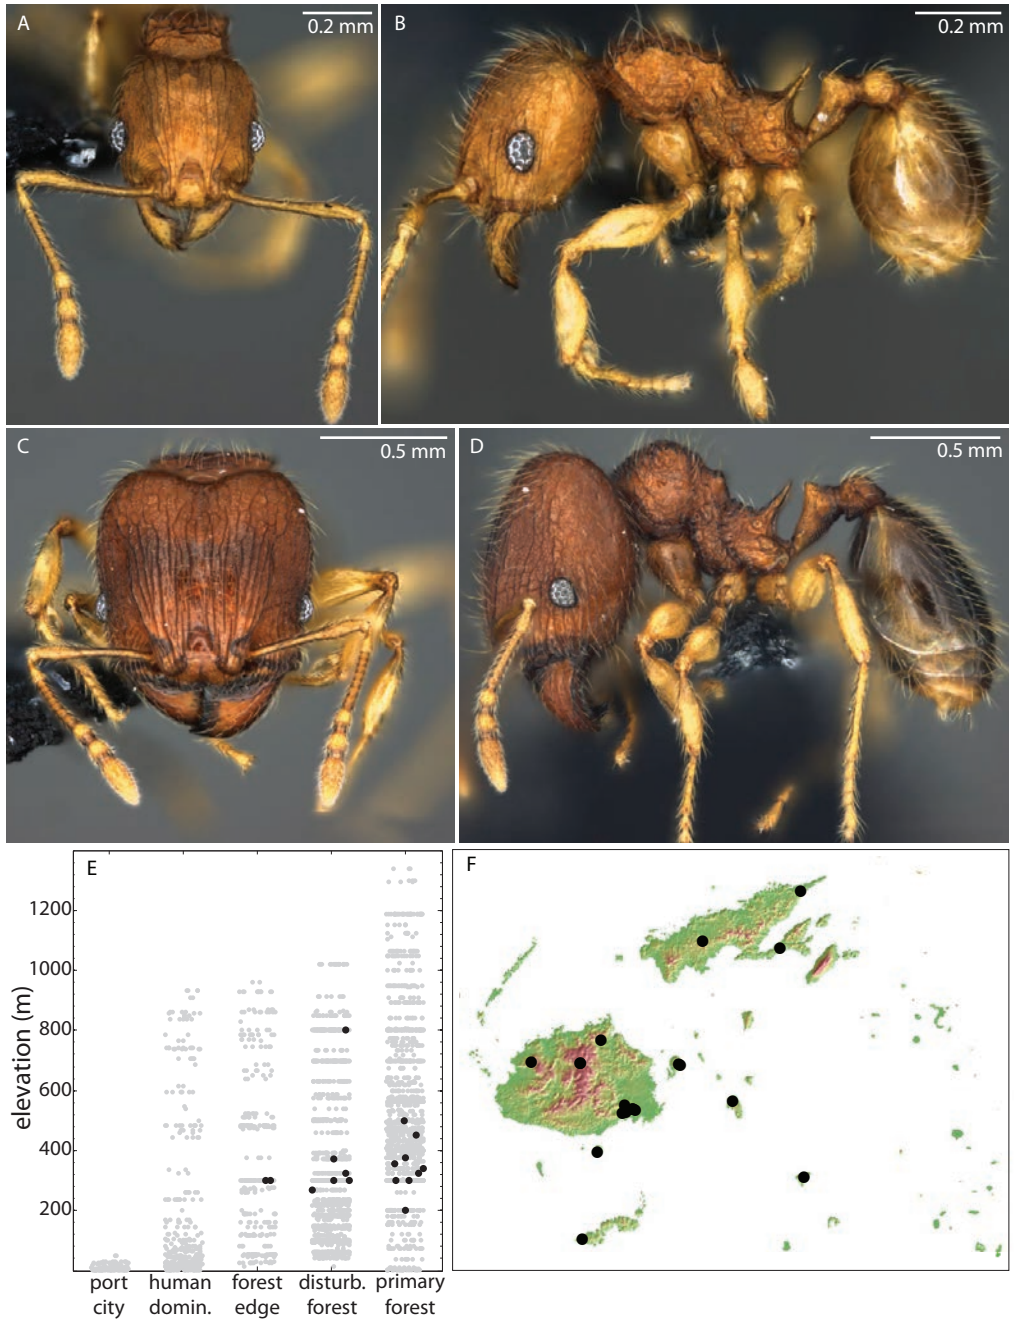 A
0.2 mm
B
0.2 mm
C
0.5 mm
D
0.5 mm
E
F
elevation (m)
1200
1000
800
600
400
200
port city
human domin.
forest edge
disturb. forest
primary forest